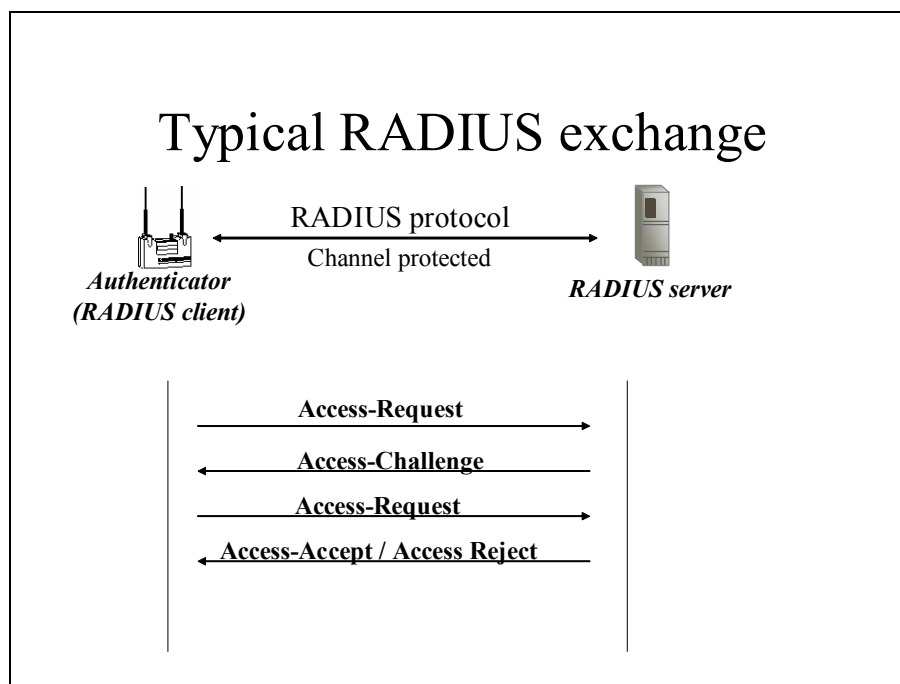 Typical RADIUS exchange
RADIUS protocol
Channel protected
Authenticator
(RADIUS client)
RADIUS server
Access-Request
Access-Challenge
Access-Request
Access-Accept / Access Reject